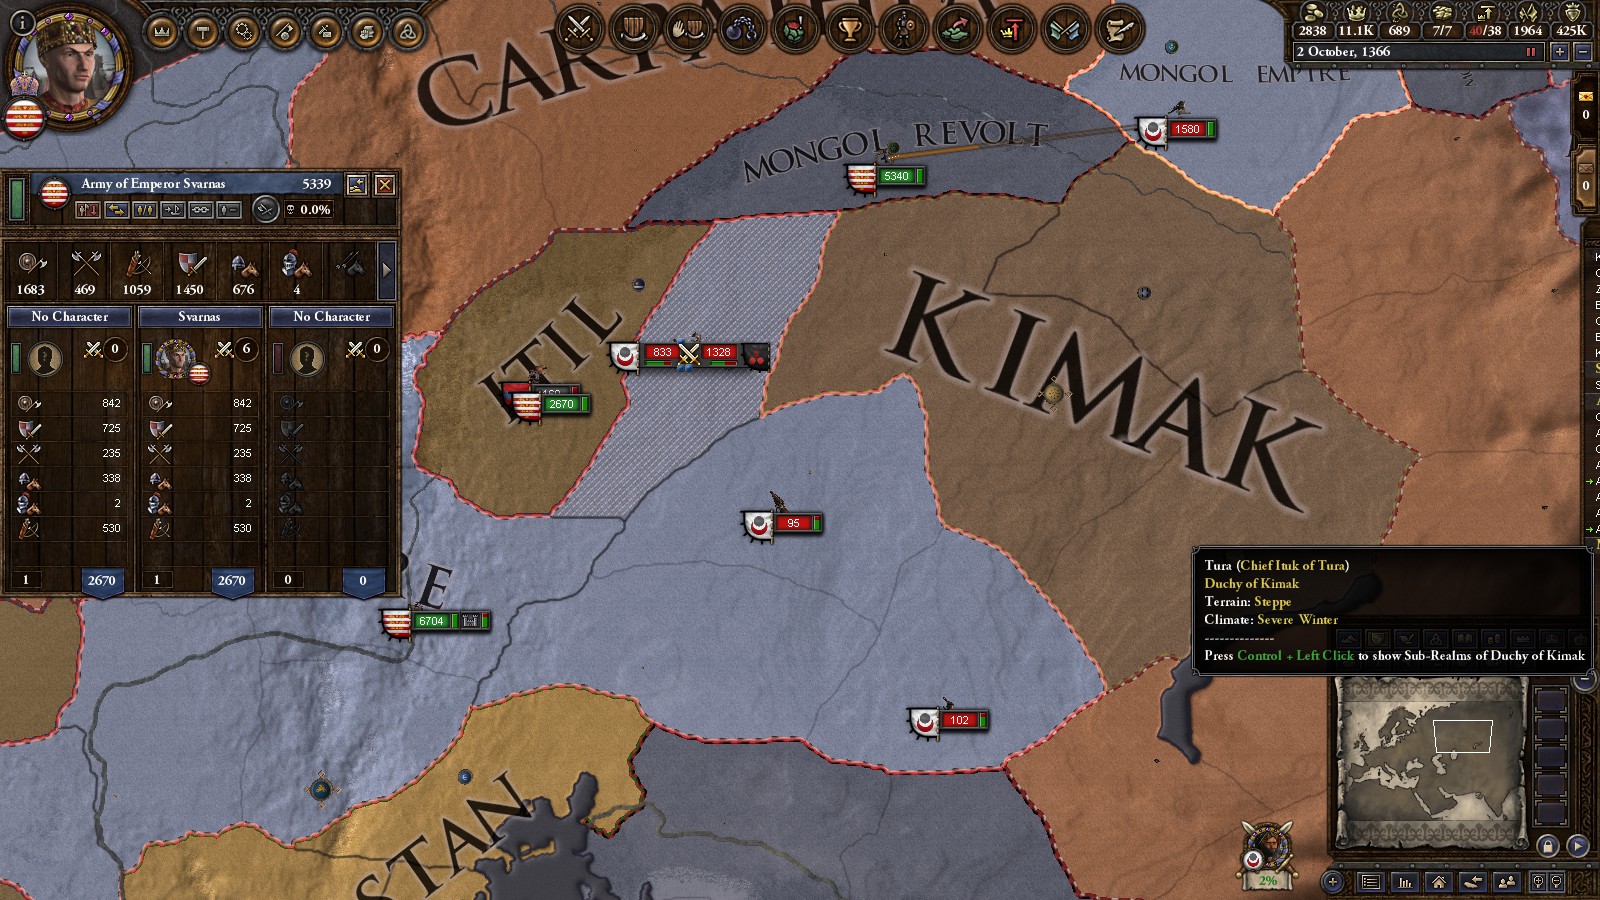 2838 11.1K 689 7/7 40/38 1964 425K
2 October, 1366
0
0
CARPATHIA
MONGOL EMPIRE
MONGOL REVOLT
1580
5340
Army of Emperor Svarnas 5339
0.0%
1683 469 1059 1450 676 4
No Character Svarnas No Character
0 6 0
842 842
725 725
235 235
338 338
2 2
530 530
1 2670 1 2670 0 0
ITIL
KIMAK
833 1328
2670
95
6704
102
STAN
Tura (Chief Ituk of Tura)
Duchy of Kimak
Terrain: Steppe
Climate: Severe Winter
--------------
Press Control + Left Click to show Sub-Realms of Duchy of Kimak
2%